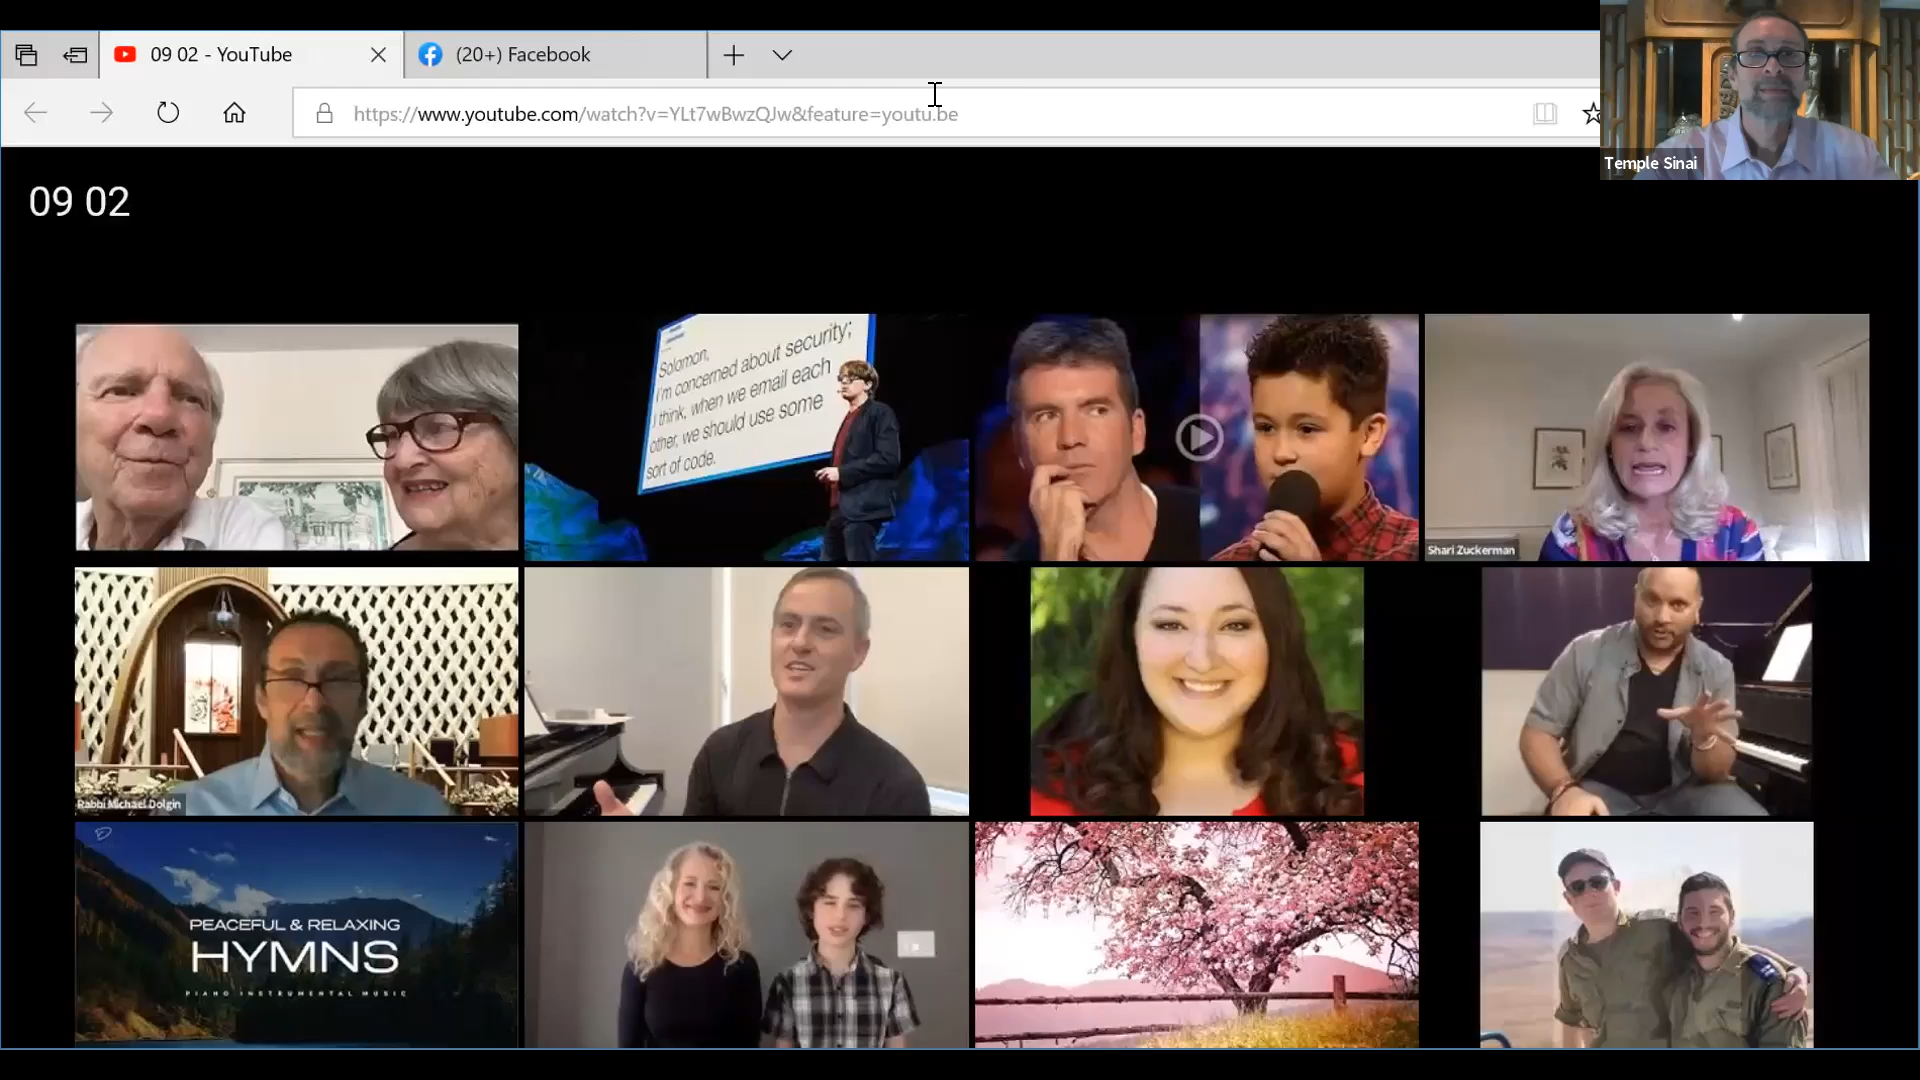 09 02 - YouTube
(20+) Facebook
https://www.youtube.com/watch?v=YLt7wBwzQJw&feature=youtu.be
Temple Sinai
09 02
Solomon,
I'm concerned about security;
I think, when we email each
other, we should use some
sort of code.
Shari Zuckerman
Rabbi Michael Dolgin
PEACEFUL & RELAXING
HYMNS
PIANO INSTRUMENTAL MUSIC